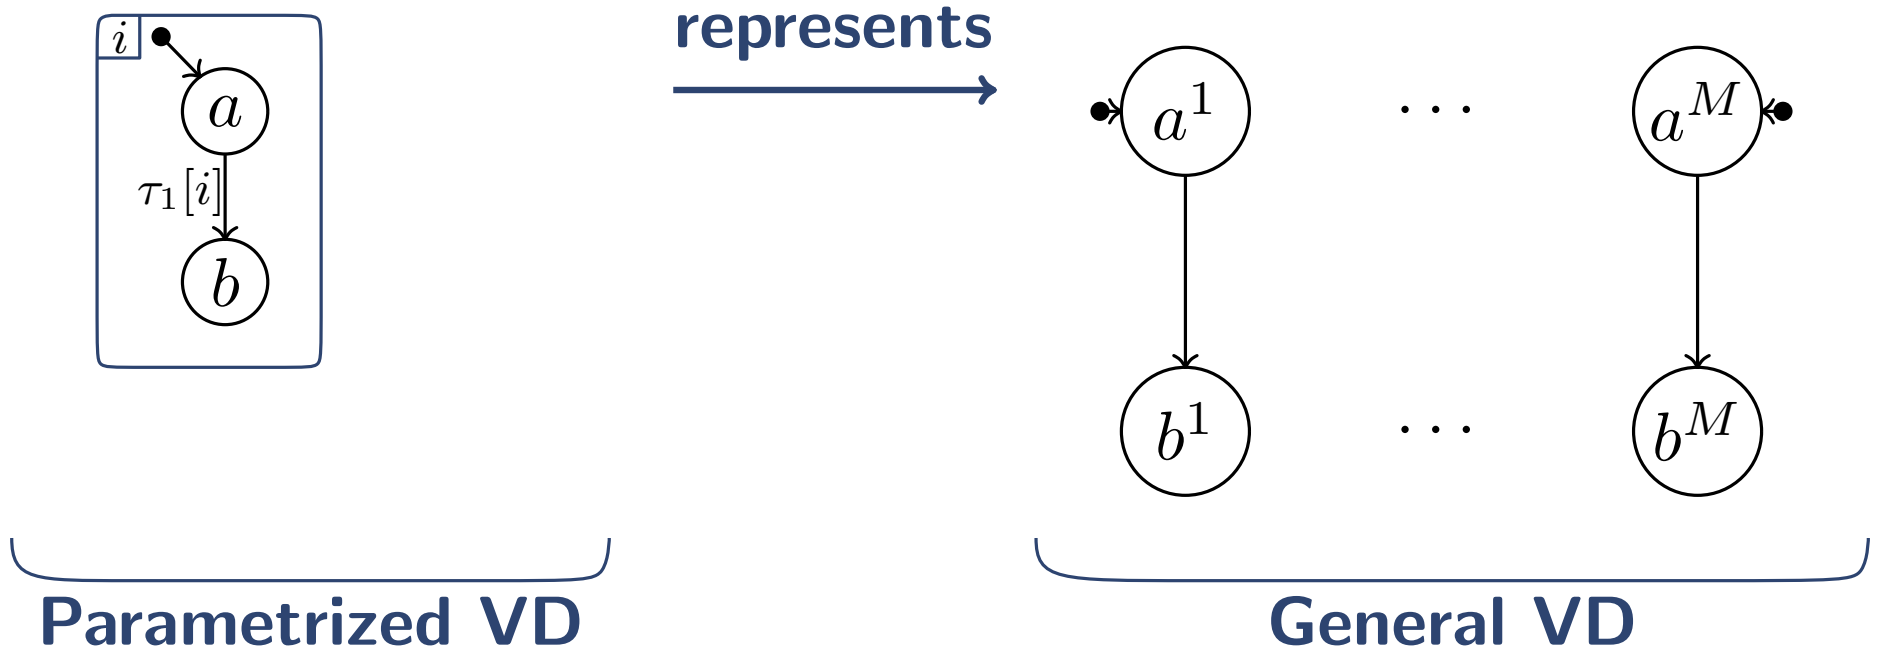 represents
i
a
τ₁[i]
b
a¹ ··· aᴹ
b¹ ··· bᴹ
Parametrized VD
General VD